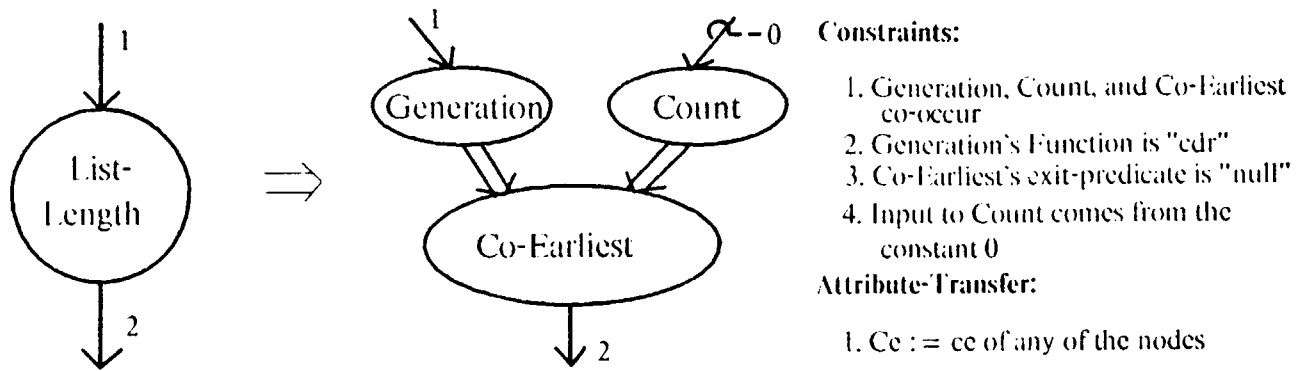 1
List-
Length
2
1
α--0
Generation
Count
Co-Earliest
2
Constraints:
1. Generation, Count, and Co-Earliest
co-occur
2. Generation's Function is "cdr"
3. Co-Earliest's exit-predicate is "null"
4. Input to Count comes from the
constant 0
Attribute-Transfer:
1. Ce := ce of any of the nodes